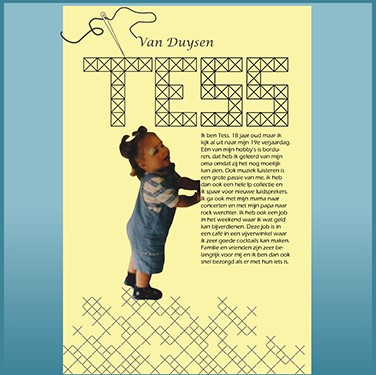 Van Duysen
TESS
Ik ben Tess, 18 jaar oud maar ik
kijk al uit naar mijn 19e verjaardag.
Eén van mijn hobby's is bordu-
ren, dat heb ik geleerd van mijn
oma omdat zij het nog moeilijk
kan zien. Ook muziek luisteren is
een grote passie van me, ik heb
dan ook een hele lp collectie en
ik spaar voor nieuwe luidsprekers.
Ik ga ook met mijn mama naar
concerten en met mijn papa naar
rock werchter. Ik heb ook een job
in het weekend waar ik wat geld
kan bijverdienen. Deze job is in
een café in een vijverwinkel waar
ik zeer goede cocktails kan maken.
Familie en vrienden zijn zeer be-
langrijk voor mij en ik ben dan ook
snel bezorgd als er met hun iets is.